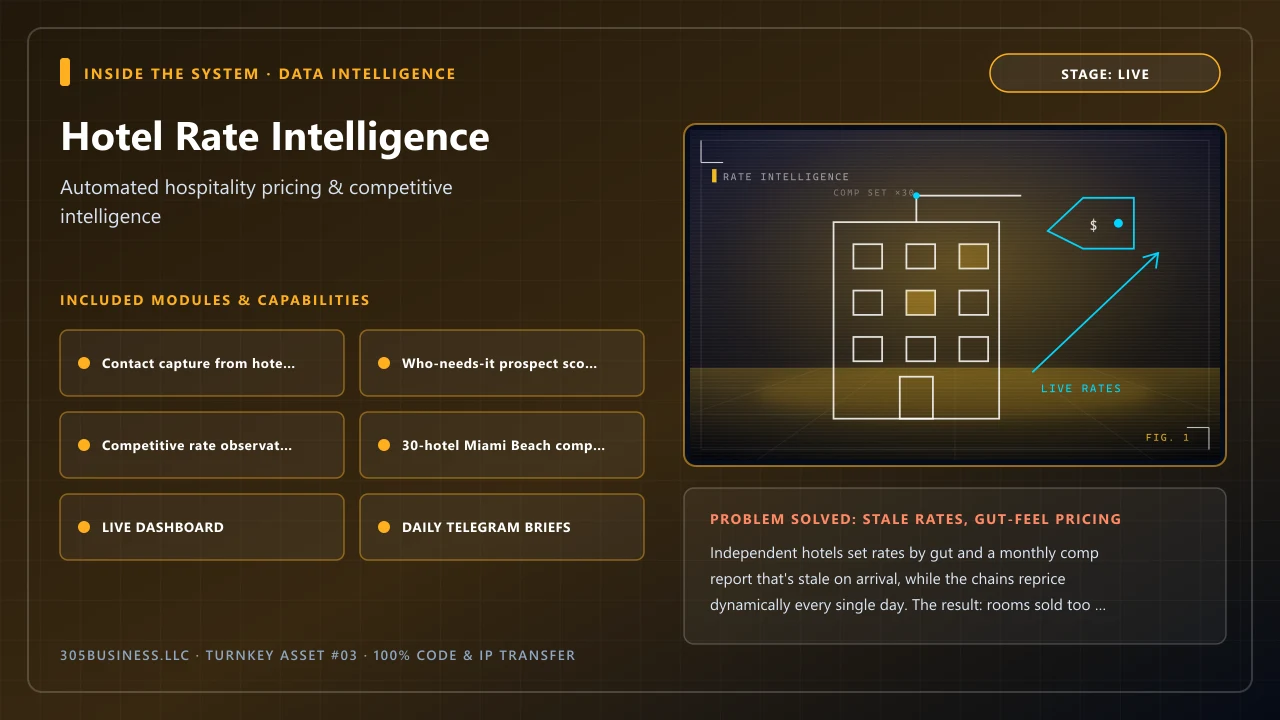 INSIDE THE SYSTEM · DATA INTELLIGENCE
STAGE: LIVE
Hotel Rate Intelligence
Automated hospitality pricing & competitive
intelligence
INCLUDED MODULES & CAPABILITIES
Contact capture from hote...
Who-needs-it prospect sco...
Competitive rate observat...
30-hotel Miami Beach comp...
LIVE DASHBOARD
DAILY TELEGRAM BRIEFS
RATE INTELLIGENCE
COMP SET ×30
$
LIVE RATES
FIG. 1
PROBLEM SOLVED: STALE RATES, GUT-FEEL PRICING
Independent hotels set rates by gut and a monthly comp
report that's stale on arrival, while the chains reprice
dynamically every single day. The result: rooms sold too ...
305BUSINESS.LLC · TURNKEY ASSET #03 · 100% CODE & IP TRANSFER